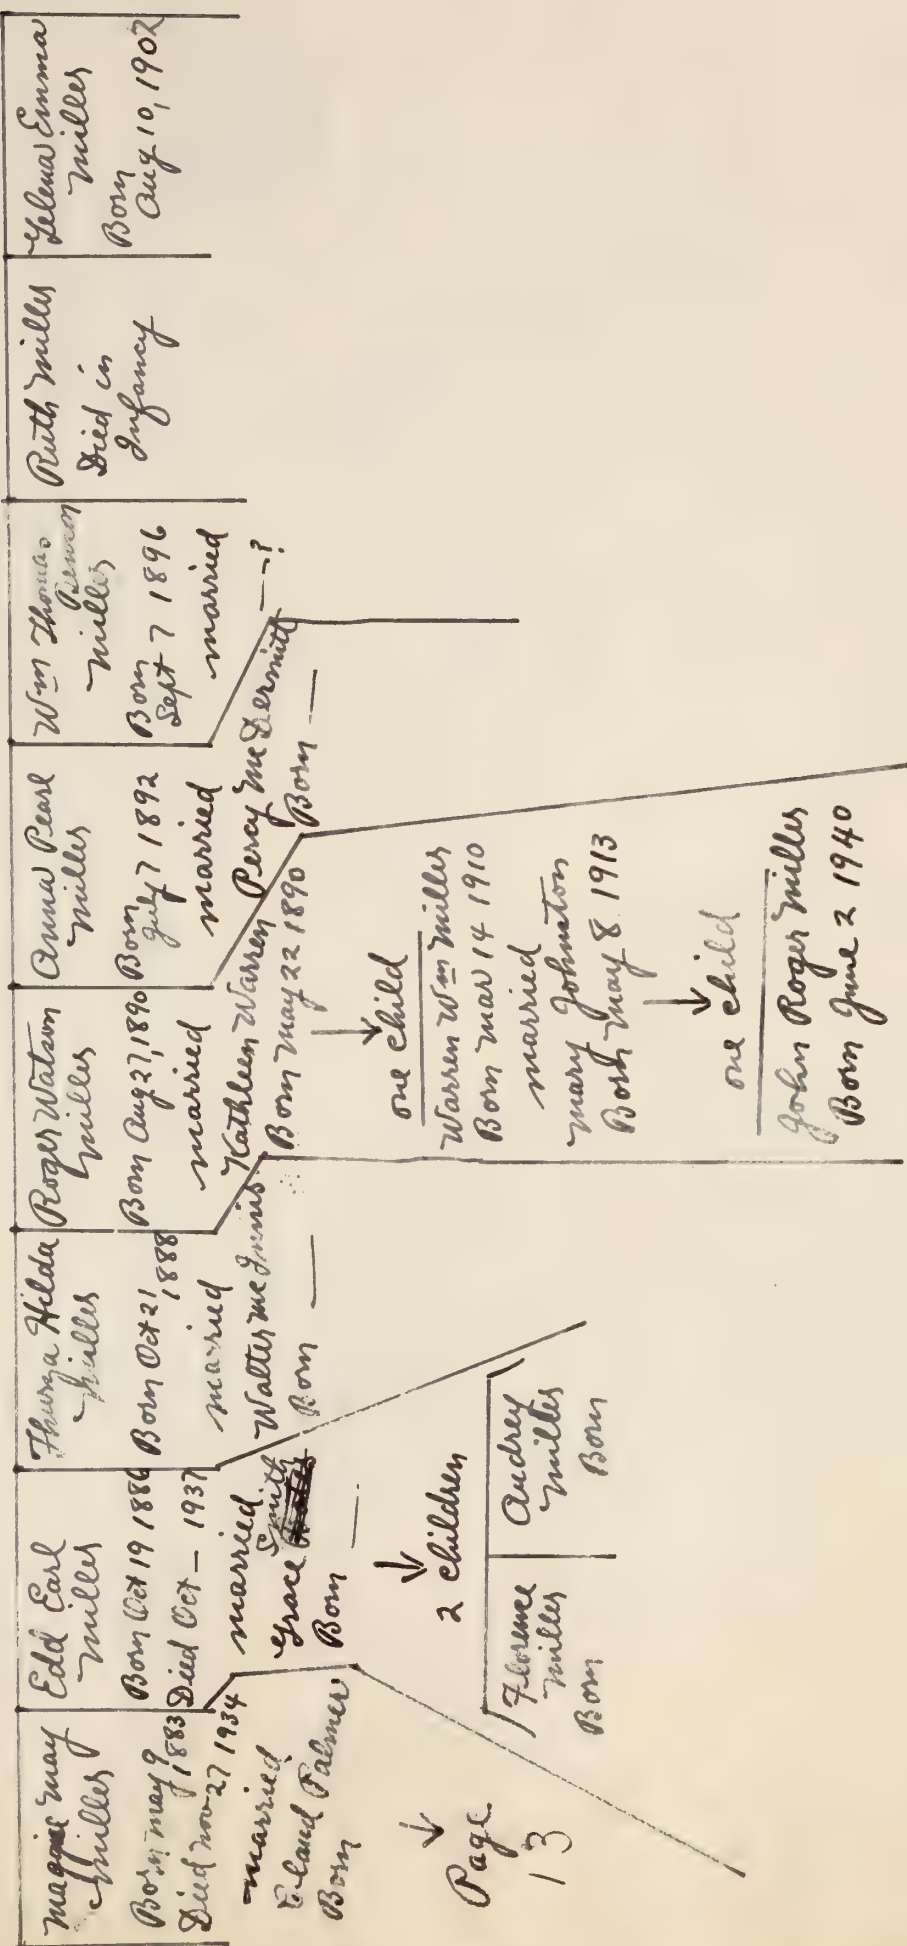 Maggie May
Miller
Born May 9
1883
Died Nov 27 1934
married
Eland Palmer
Born
Page
13
Edd Earl
Miller
Born Oct 19 1886
Died Oct — 1937
married
Smith
Grace
Born —
2 children
Florence
Miller
Born
Audrey
Miller
Born
Thurza Hilda
Miller
Born Oct 21
1888
married
Walter McInnis
Born —
Roger Watson
Miller
Born Aug 27, 1890
married
Kathleen Warren
Born May 22 1890
one child
Warren Wm Miller
Born Mar 14 1910
married
Mary Johnston
Born May 8 1913
one child
John Roger Miller
Born June 2 1940
Anna Pearl
Miller
Born
July 7 1892
married
Percy McDermitt
Born —
Wm Thomas
Miller
Born
Sept 7 1896
married
— ?
Ruth Miller
Died in
Infancy
Zelena Emma
Miller
Born
Aug 10, 1902